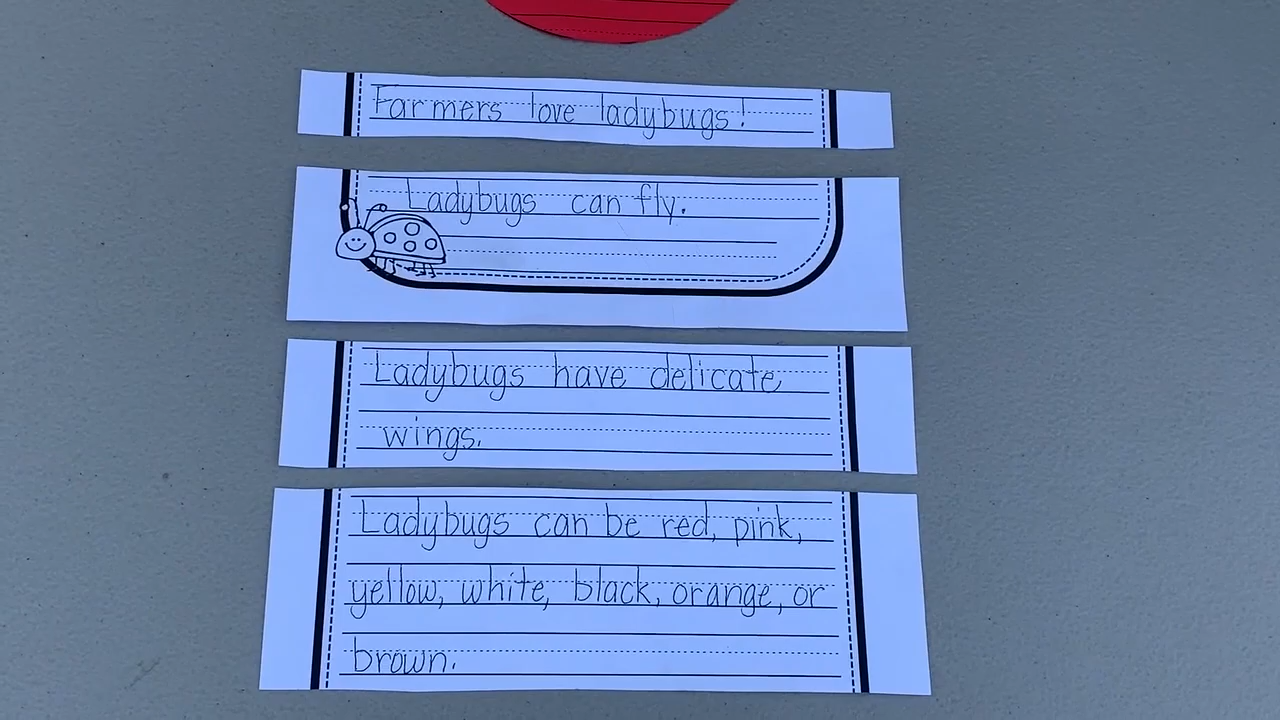 Farmers love ladybugs!
Ladybugs can fly.
Ladybugs have delicate
wings.
Ladybugs can be red, pink,
yellow, white, black, orange, or
brown.